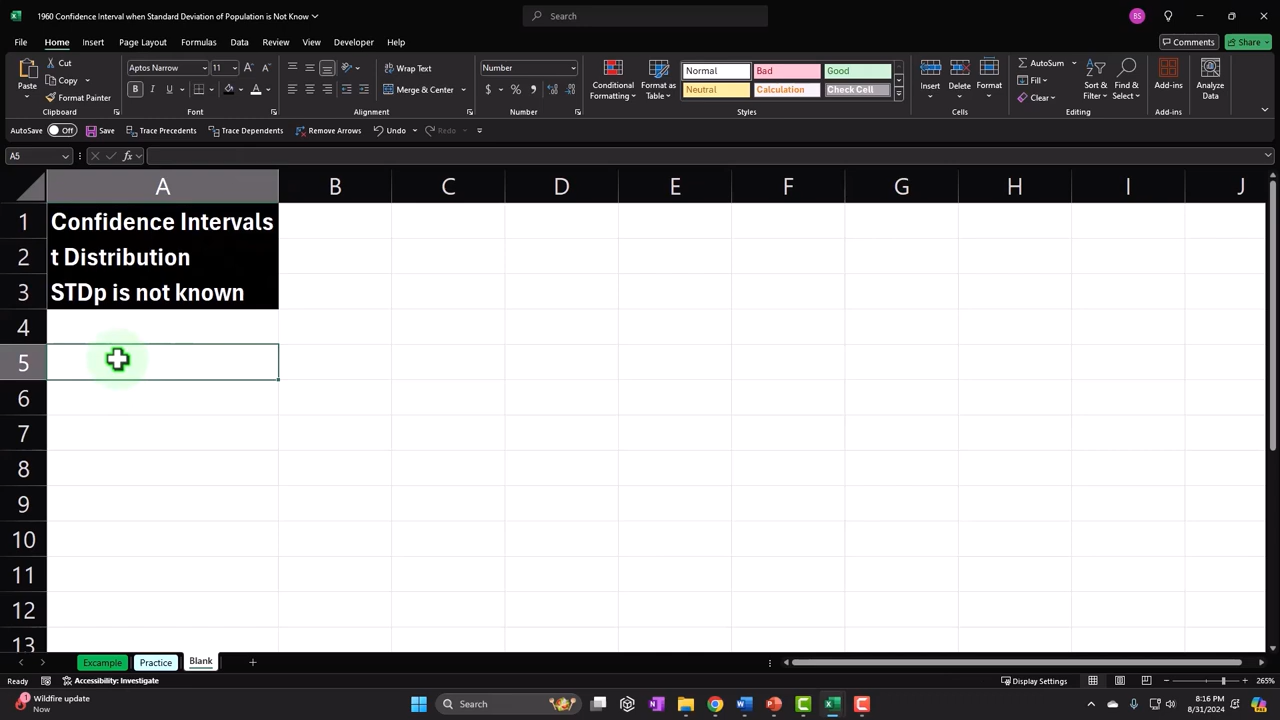 1960 Confidence Interval when Standard Deviation of Population is Not Know
Search
BS
File Home Insert Page Layout Formulas Data Review View Developer Help
Comments Share
Paste
Cut
Copy
Format Painter
Clipboard
Aptos Narrow 11
B I U
Font
Wrap Text
Merge & Center
Alignment
Number
$ % 9
Number
Conditional Formatting
Format as Table
Normal Bad Good
Neutral Calculation Check Cell
Styles
Insert Delete Format
Cells
AutoSum
Fill
Clear
Sort & Filter
Find & Select
Editing
Add-ins
Add-ins
Analyze Data
AutoSave Off Save Trace Precedents Trace Dependents Remove Arrows Undo Redo
A5 fx
A B C D E F G H I J
1 Confidence Intervals
2 t Distribution
3 STDp is not known
4
5
6
7
8
9
10
11
12
13
Excample Practice Blank
Ready Accessibility: Investigate Display Settings 265%
1
Wildfire update
Now
Search
8:16 PM
8/31/2024